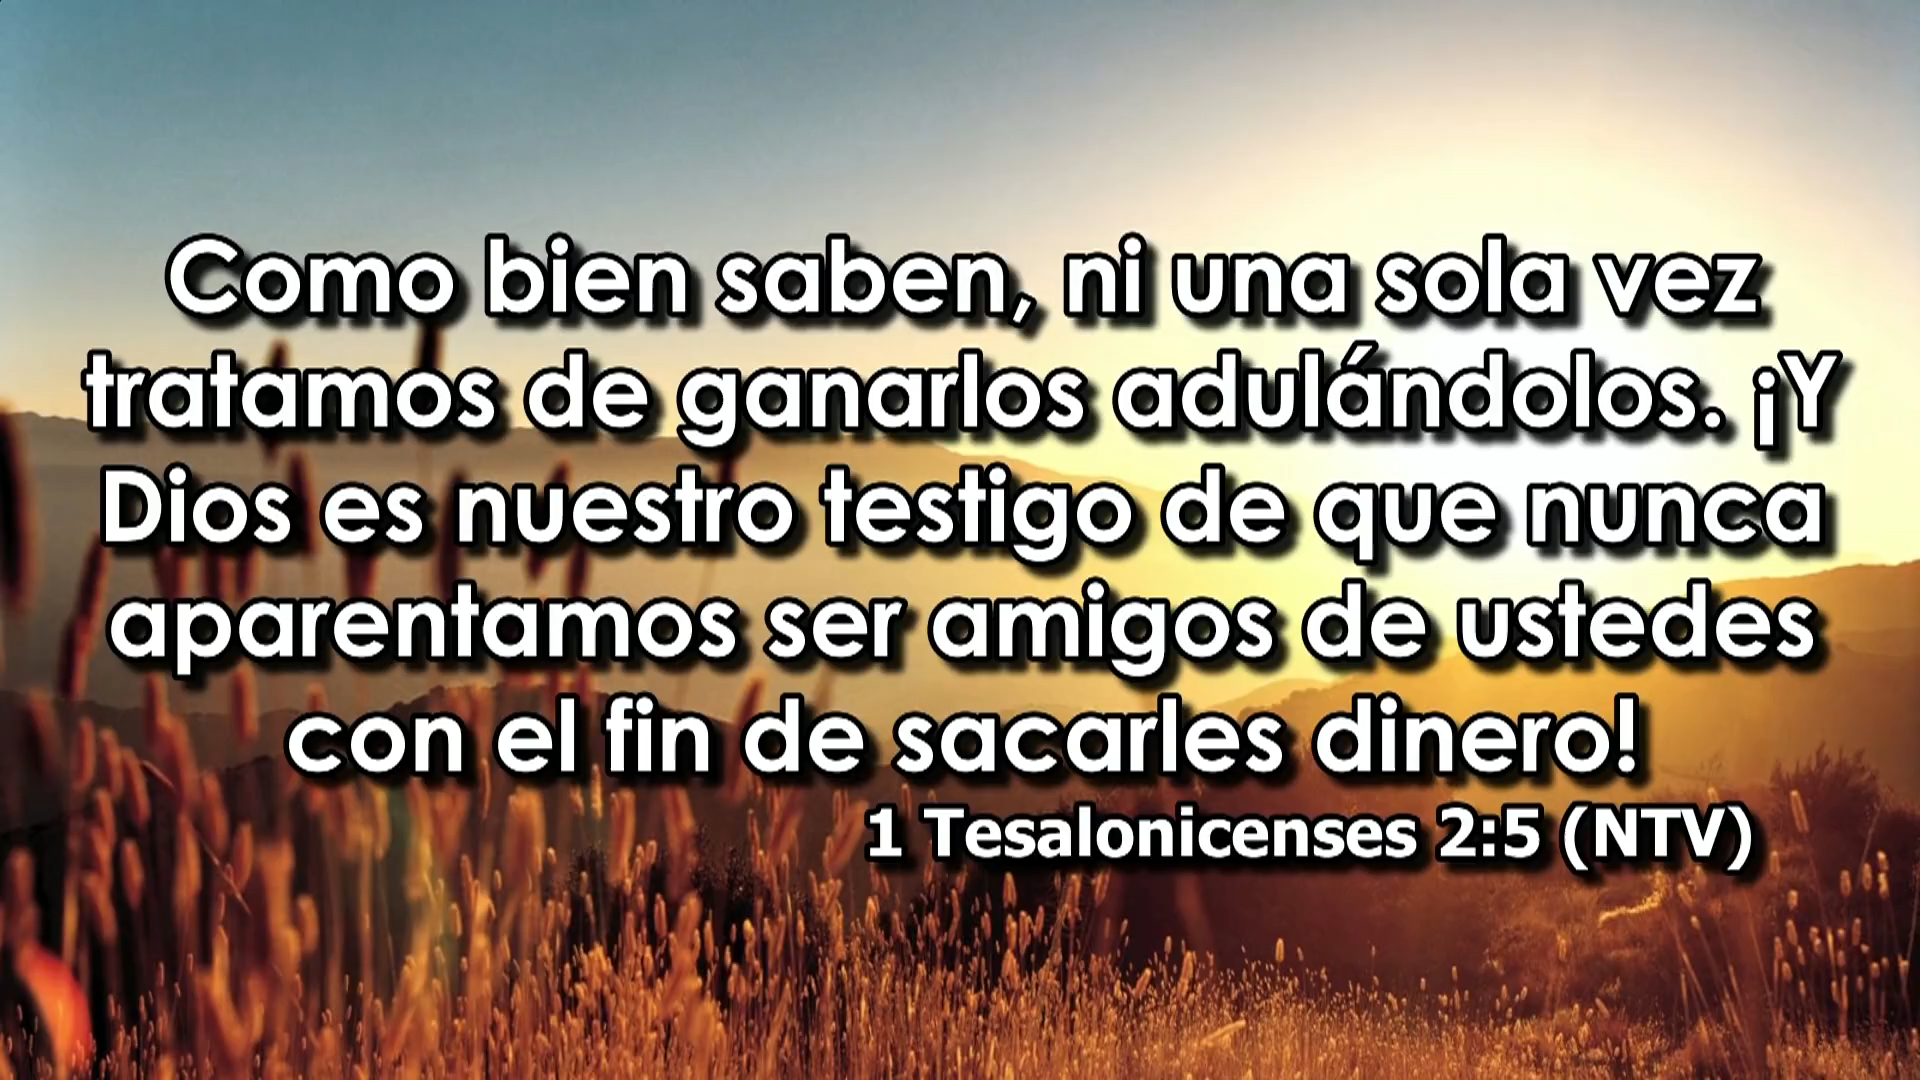 Como bien saben, ni una sola vez
tratamos de ganarlos adulándolos. ¡Y
Dios es nuestro testigo de que nunca
aparentamos ser amigos de ustedes
con el fin de sacarles dinero!
1 Tesalonicenses 2:5 (NTV)